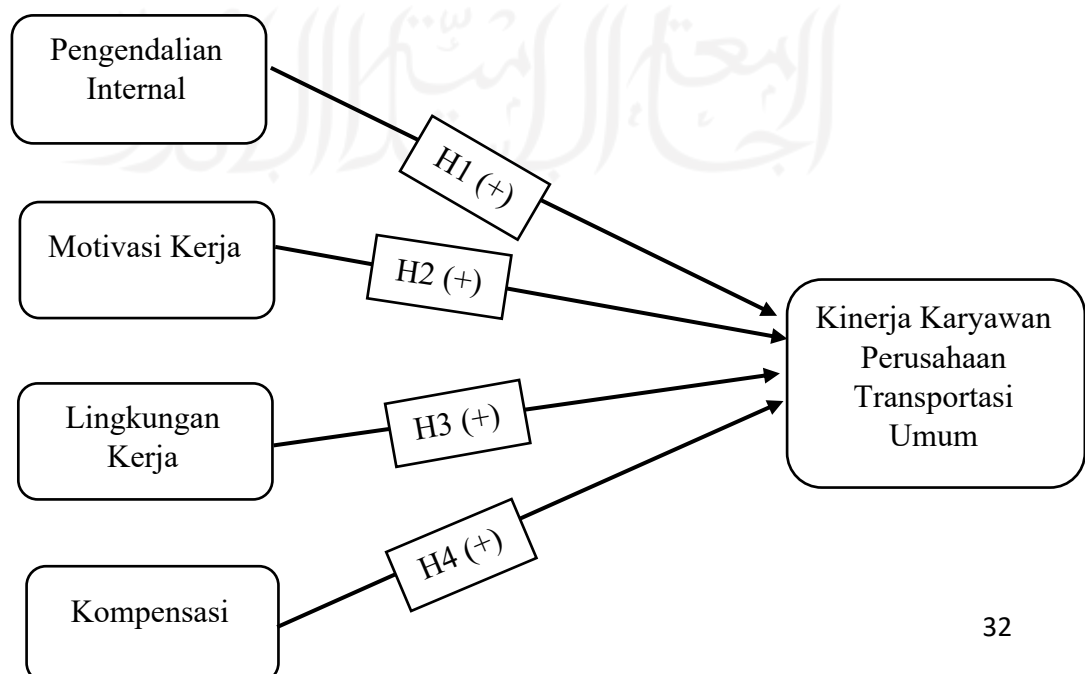 Pengendalian
Internal
H1 (+)
Motivasi Kerja
H2 (+)
Kinerja Karyawan
Perusahaan
Transportasi
Umum
Lingkungan
Kerja
H3 (+)
H4 (+)
Kompensasi
32